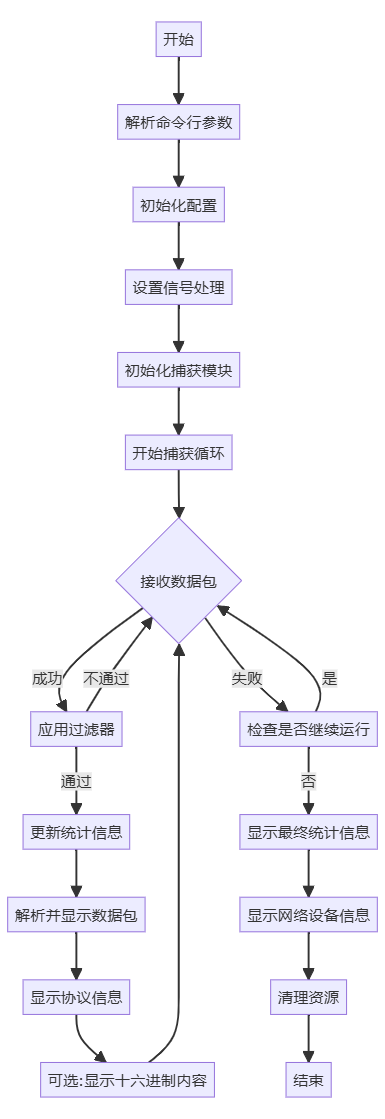 开始
解析命令行参数
初始化配置
设置信号处理
初始化捕获模块
开始捕获循环
接收数据包
成功
不通过
失败
是
应用过滤器
检查是否继续运行
通过
否
更新统计信息
显示最终统计信息
解析并显示数据包
显示网络设备信息
显示协议信息
清理资源
可选:显示十六进制内容
结束